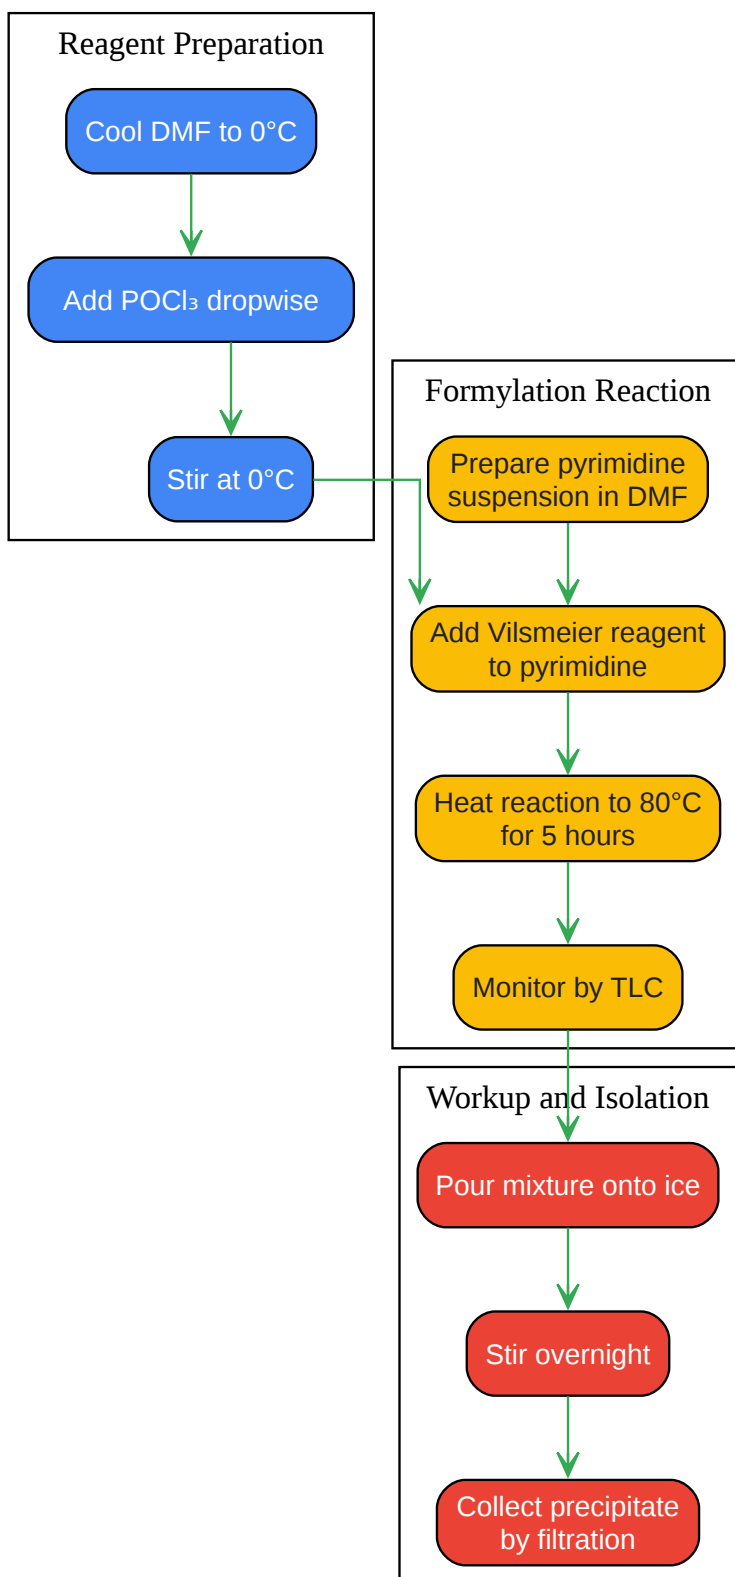 Reagent Preparation
Cool DMF to 0°C
Add POCl₃ dropwise
Stir at 0°C
Formylation Reaction
Prepare pyrimidine
suspension in DMF
Add Vilsmeier reagent
to pyrimidine
Heat reaction to 80°C
for 5 hours
Monitor by TLC
Workup and Isolation
Pour mixture onto ice
Stir overnight
Collect precipitate
by filtration